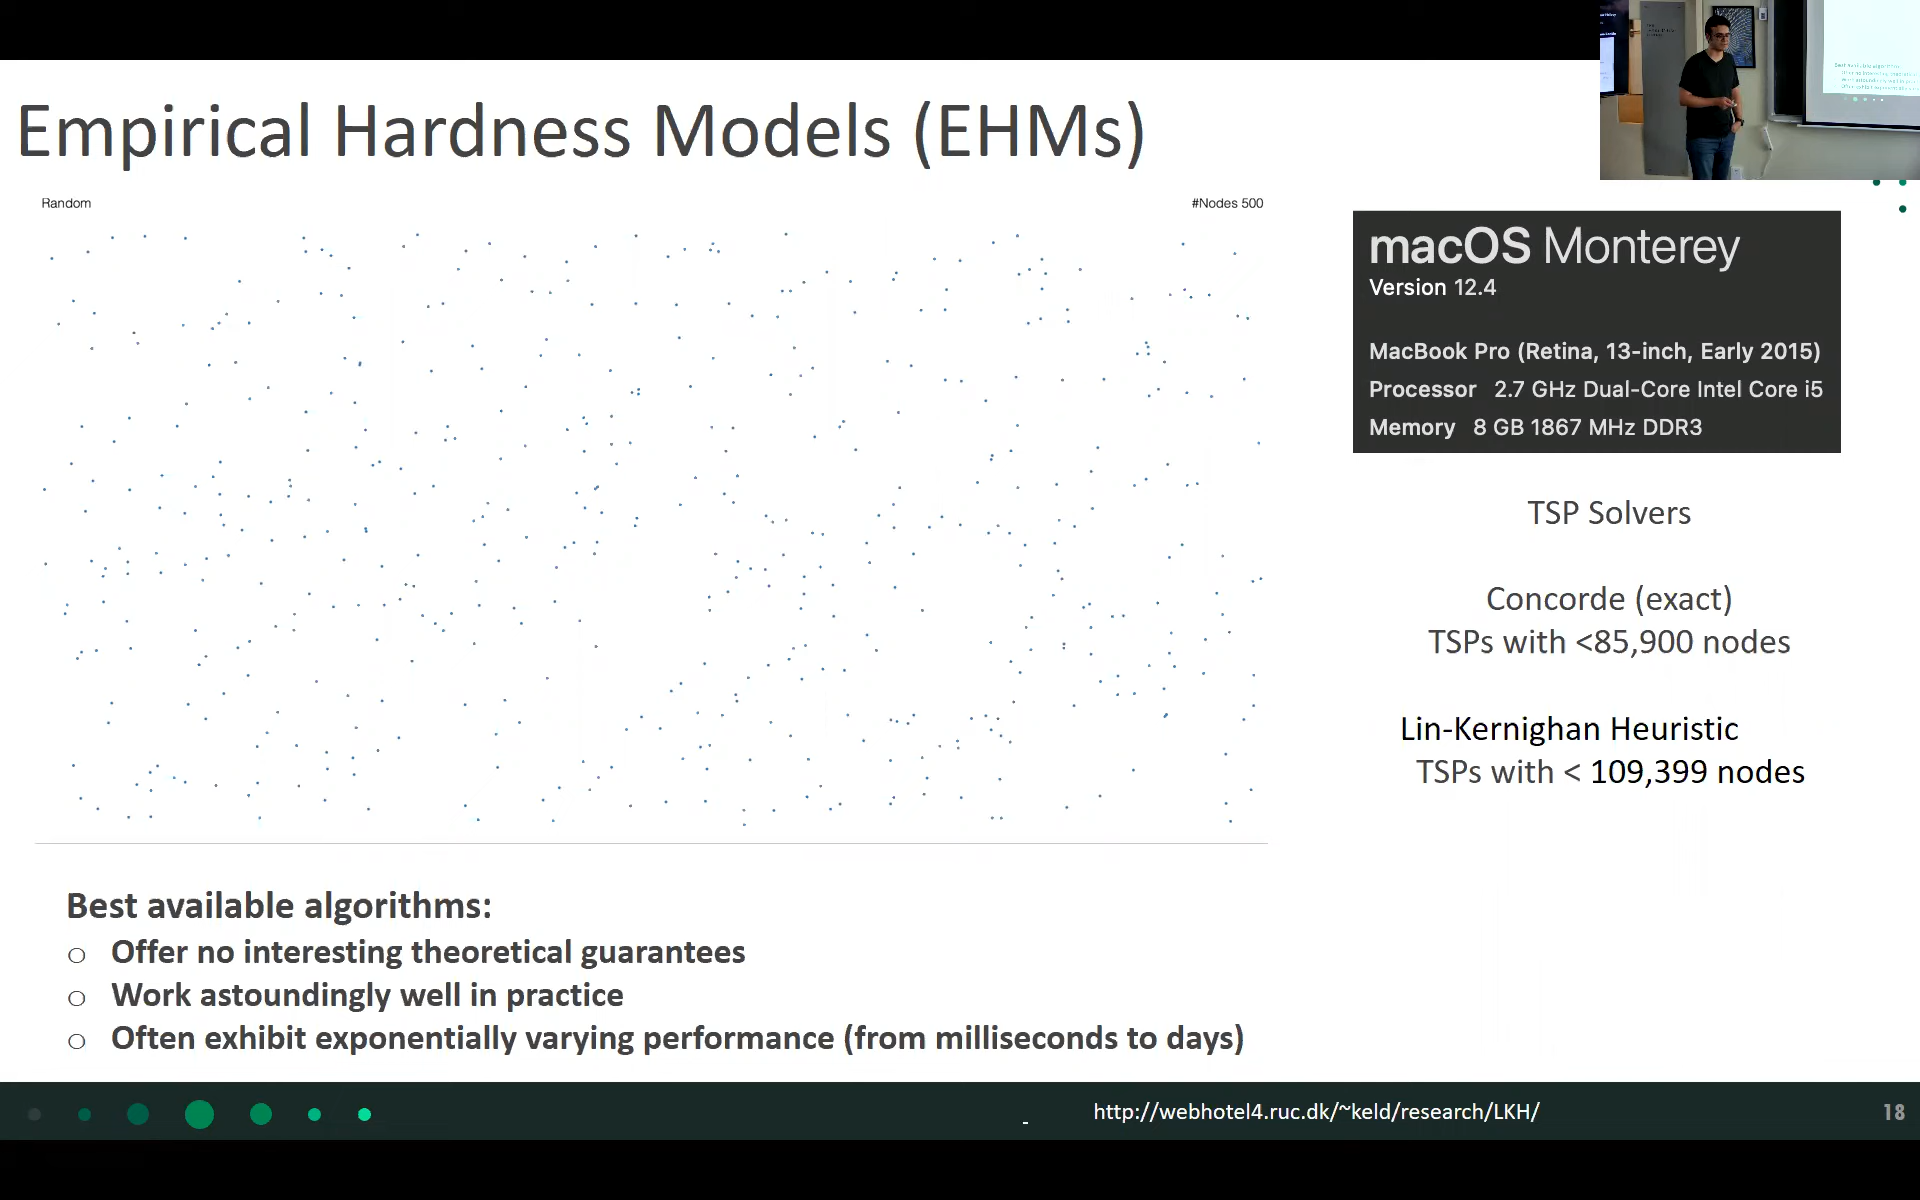 Empirical Hardness Models (EHMs)
Random
#Nodes 500
macOS Monterey
Version 12.4
MacBook Pro (Retina, 13-inch, Early 2015)
Processor 2.7 GHz Dual-Core Intel Core i5
Memory 8 GB 1867 MHz DDR3
TSP Solvers
Concorde (exact)
TSPs with <85,900 nodes
Lin-Kernighan Heuristic
TSPs with < 109,399 nodes
Best available algorithms:
o Offer no interesting theoretical guarantees
o Work astoundingly well in practice
o Often exhibit exponentially varying performance (from milliseconds to days)
http://webhotel4.ruc.dk/~keld/research/LKH/
18